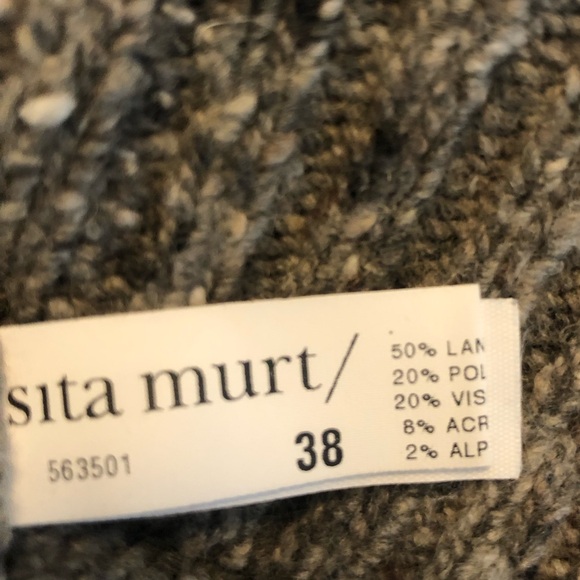 sita murt/
563501
38
50% LAN
20% POL
20% VIS
8% ACR
2% ALP